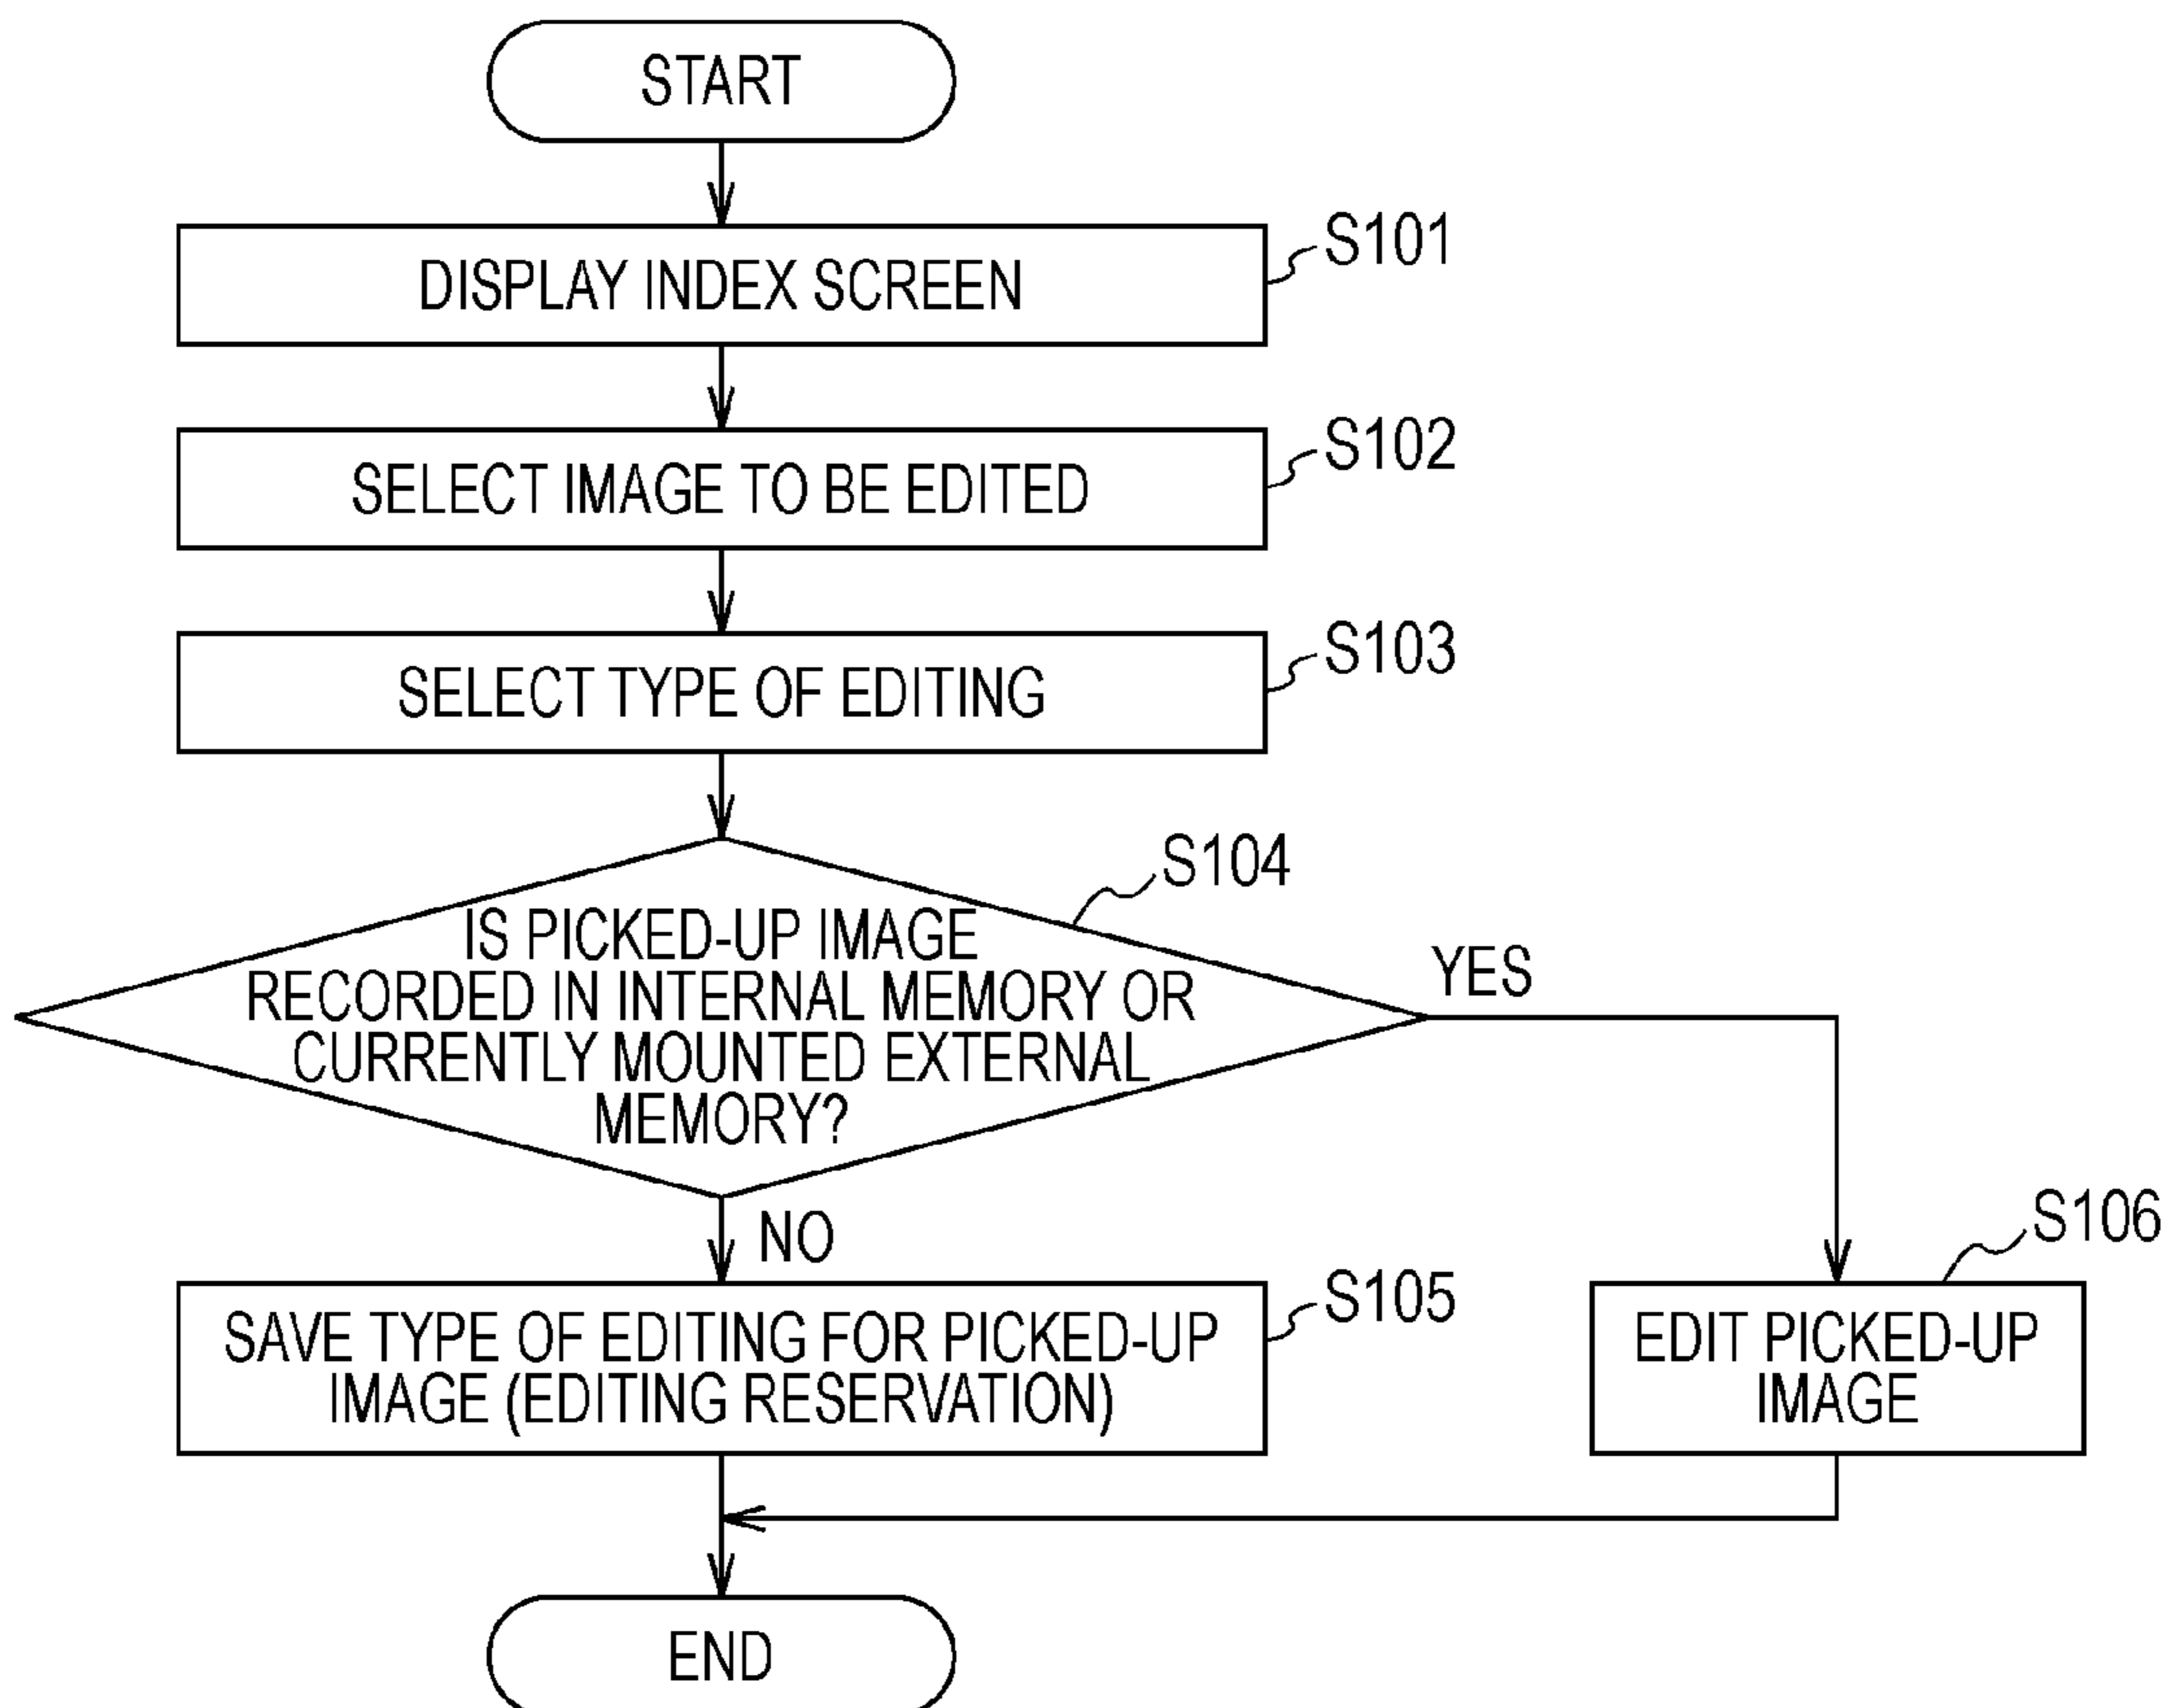 START
DISPLAY INDEX SCREEN
S101
SELECT IMAGE TO BE EDITED
S102
SELECT TYPE OF EDITING
S103
S104
IS PICKED-UP IMAGE
RECORDED IN INTERNAL MEMORY OR
CURRENTLY MOUNTED EXTERNAL
MEMORY?
YES
NO
SAVE TYPE OF EDITING FOR PICKED-UP
IMAGE (EDITING RESERVATION)
S105
S106
EDIT PICKED-UP
IMAGE
END